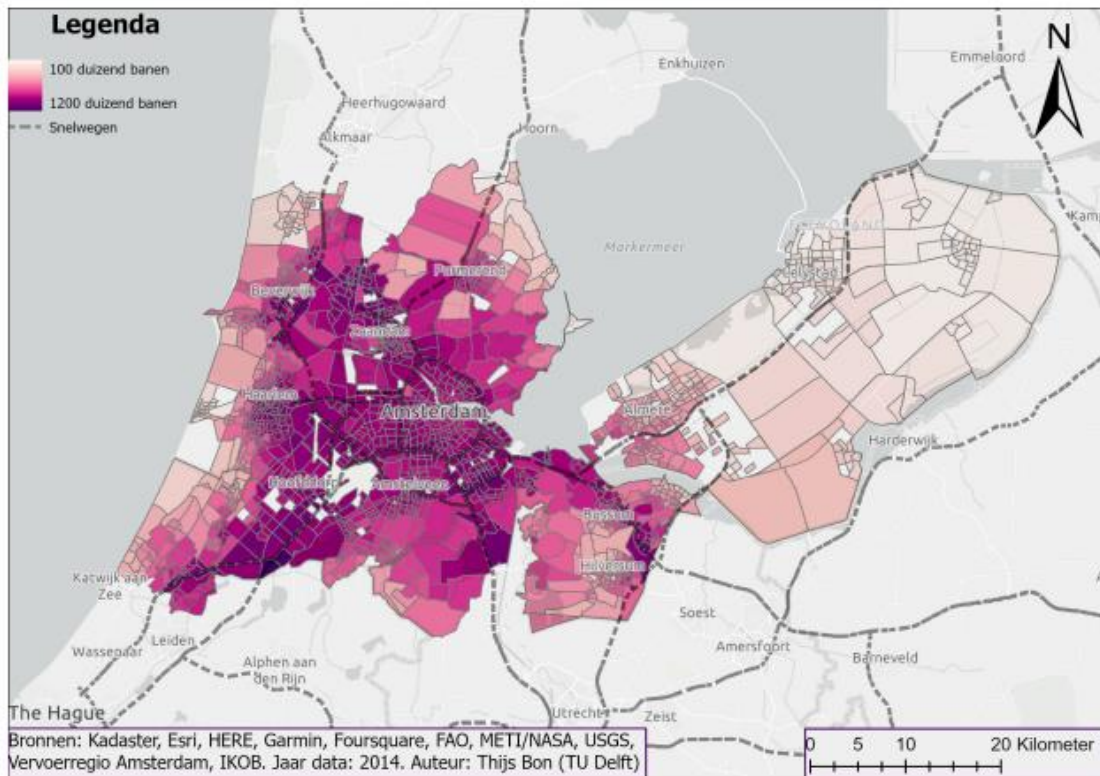 Legenda
100 duizend banen
1200 duizend banen
Snelwegen
N
Emmeloord
Enkhuizen
Heerhugowaard
Alkmaar
Hoorn
Markermeer
Lelystad
Purmerend
Beverwijk
Zaandam
Haarlem
Amsterdam
Almere
Harderwijk
Hoofddorp
Amstelveen
Bussum
Hilversum
Katwijk aan
Zee
Soest
Leiden
Wassenaar
Amersfoort
Barneveld
Alphen aan
den Rijn
The Hague
Utrecht
Zeist
Bronnen: Kadaster, Esri, HERE, Garmin, Foursquare, FAO, METI/NASA, USGS,
Vervoerregio Amsterdam, IKOB. Jaar data: 2014. Auteur: Thijs Bon (TU Delft)
0 5 10 20 Kilometer